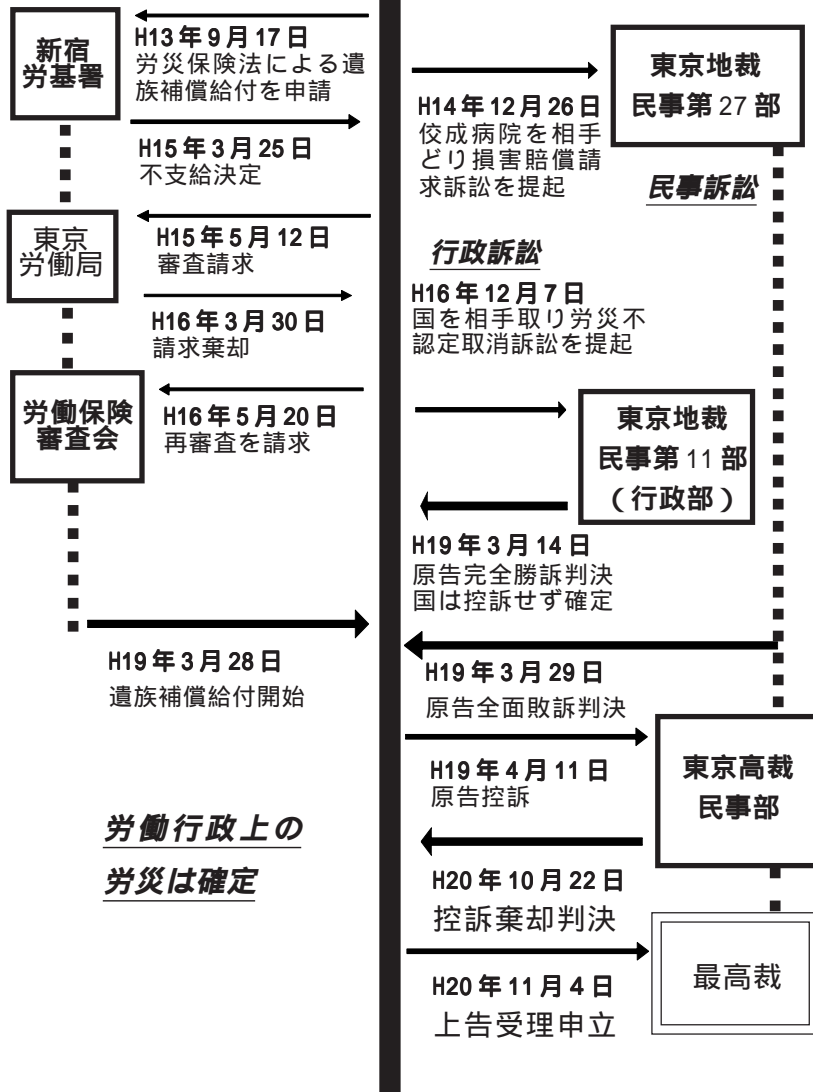 新宿
労基署
H13年9月17日
労災保険法による遺
族補償給付を申請
H15年3月25日
不支給決定
東京
労働局
H15年5月12日
審査請求
H16年3月30日
請求棄却
労働保険
審査会
H16年5月20日
再審査を請求
H19年3月28日
遺族補償給付開始
労働行政上の
労災は確定
東京地裁
民事第27部
H14年12月26日
佼成病院を相手
どり損害賠償請
求訴訟を提起
民事訴訟
行政訴訟
H16年12月7日
国を相手取り労災不
認定取消訴訟を提起
東京地裁
民事第11部
(行政部)
H19年3月14日
原告完全勝訴判決
国は控訴せず確定
H19年3月29日
原告全面敗訴判決
東京高裁
民事部
H19年4月11日
原告控訴
H20年10月22日
控訴棄却判決
最高裁
H20年11月4日
上告受理申立